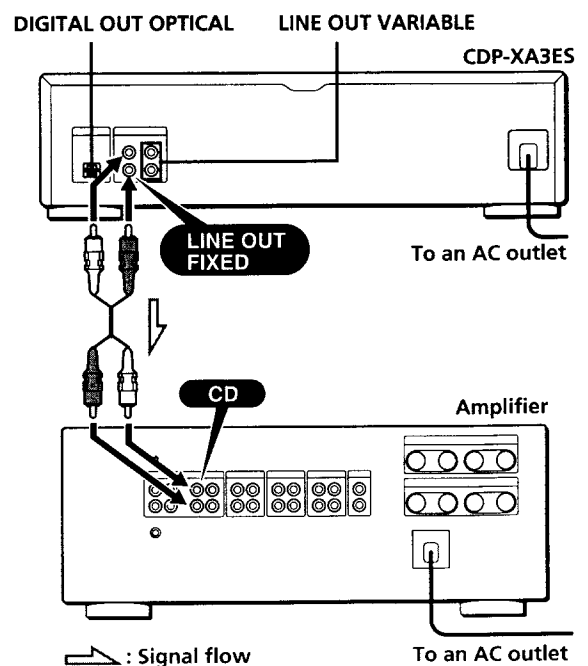 DIGITAL OUT OPTICAL
LINE OUT VARIABLE
CDP-XA3ES
LINE OUT
FIXED
To an AC outlet
CD
Amplifier
: Signal flow
To an AC outlet